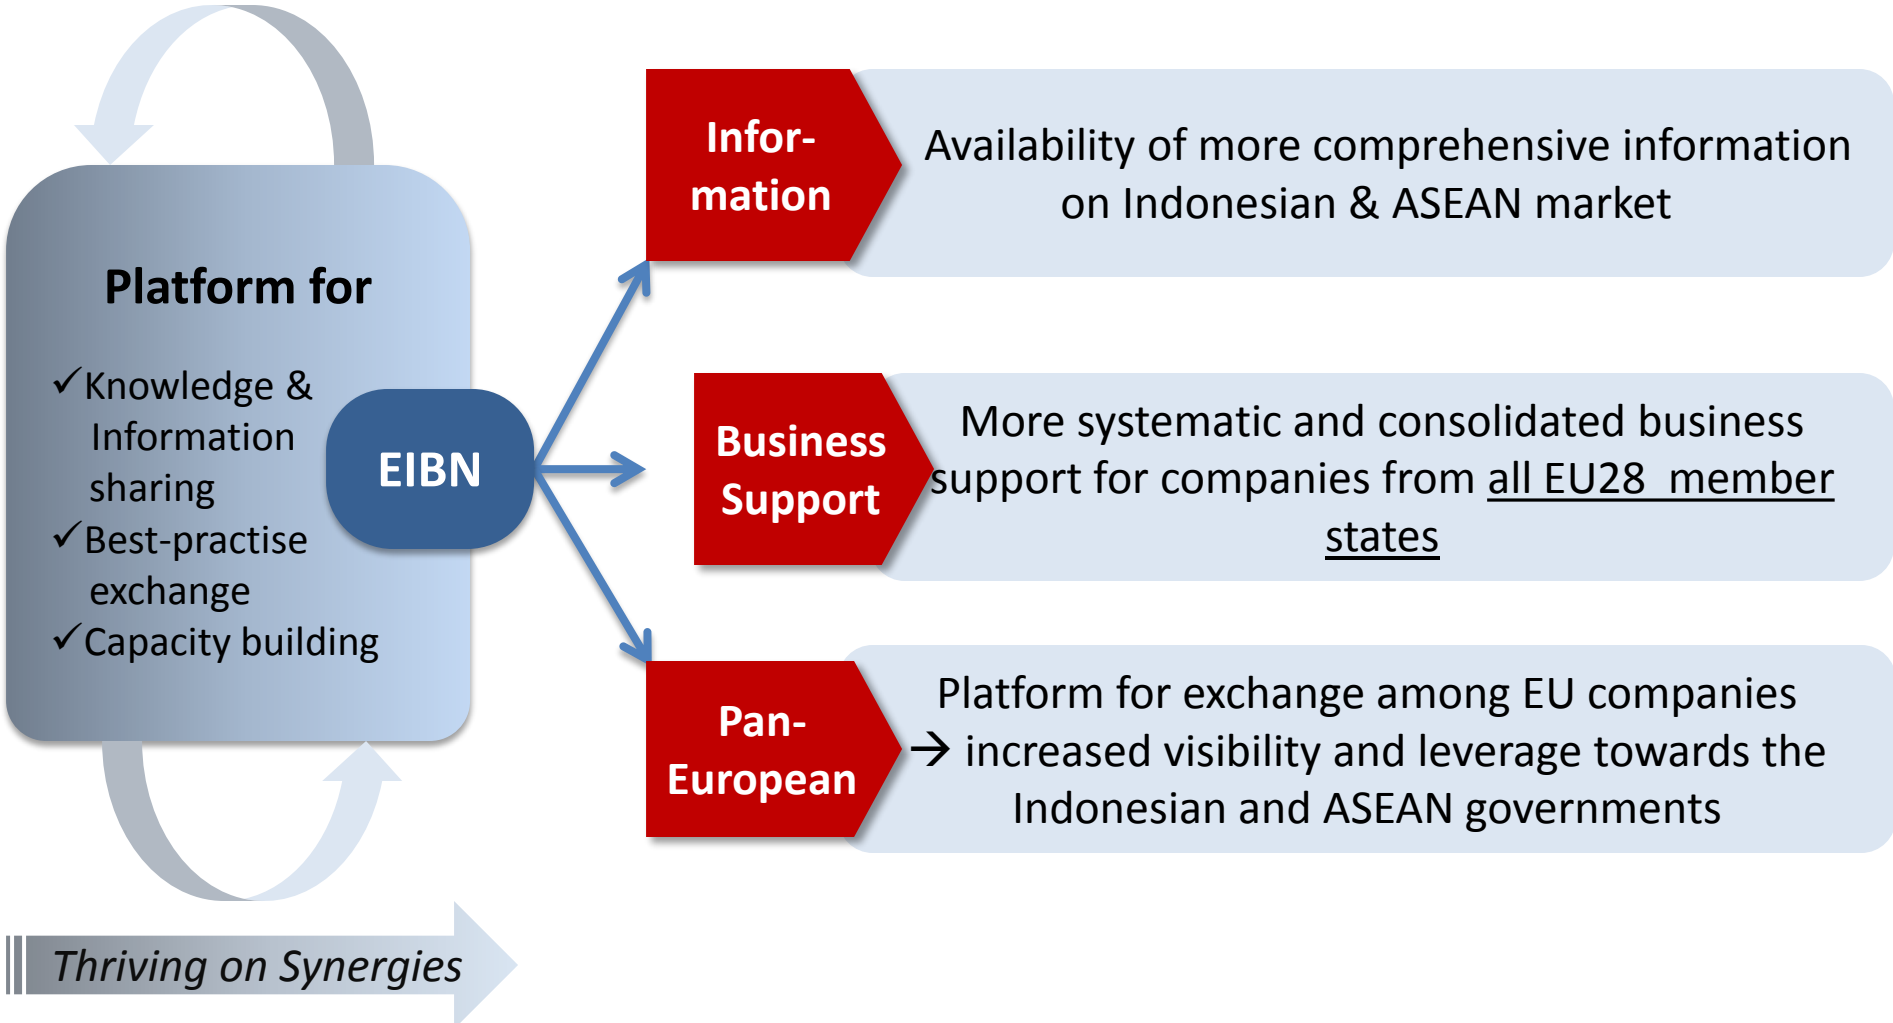 Platform for
✓Knowledge &
Information
sharing
✓Best-practise
exchange
✓Capacity building
EIBN
Thriving on Synergies
Infor-
mation
Availability of more comprehensive information
on Indonesian & ASEAN market
Business
Support
More systematic and consolidated business
support for companies from all EU28 member
states
Pan-
European
Platform for exchange among EU companies
→ increased visibility and leverage towards the
Indonesian and ASEAN governments